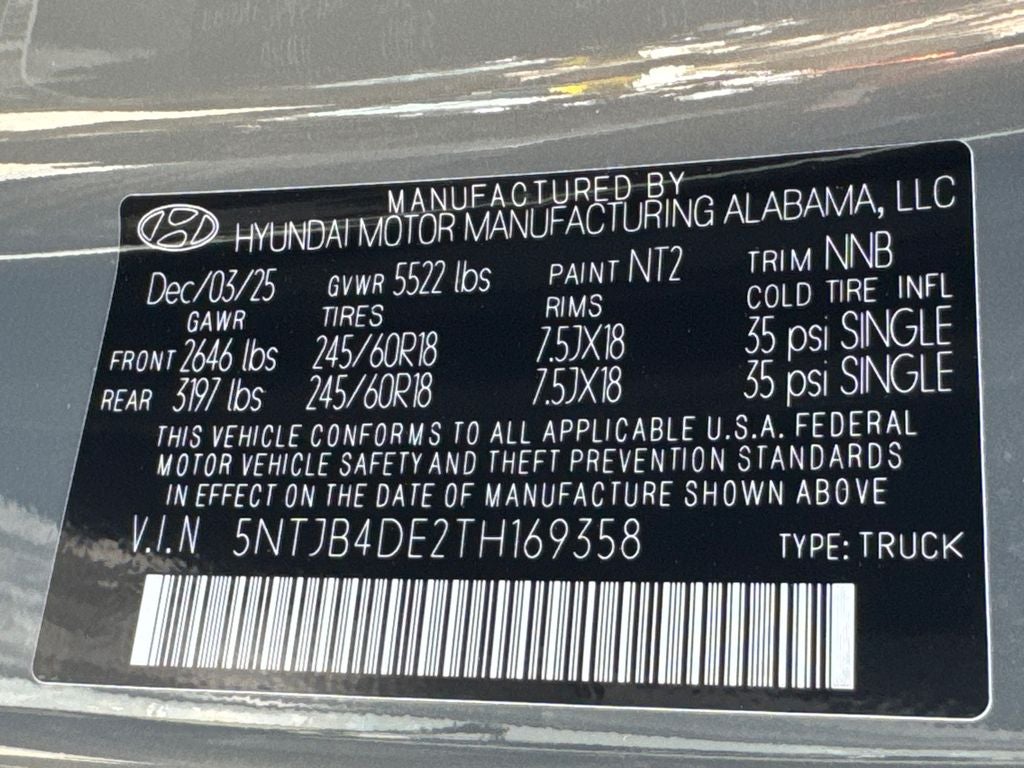 MANUFACTURED BY
HYUNDAI MOTOR MANUFACTURING ALABAMA, LLC
Dec/03/25 GVWR 5522 lbs PAINT NT2 TRIM NNB
GAWR TIRES RIMS COLD TIRE INFL
FRONT 2646 lbs 245/60R18 7.5JX18 35 psi SINGLE
REAR 3197 lbs 245/60R18 7.5JX18 35 psi SINGLE
THIS VEHICLE CONFORMS TO ALL APPLICABLE U.S.A. FEDERAL
MOTOR VEHICLE SAFETY AND THEFT PREVENTION STANDARDS
IN EFFECT ON THE DATE OF MANUFACTURE SHOWN ABOVE
V.I.N 5NTJB4DE2TH169358 TYPE: TRUCK